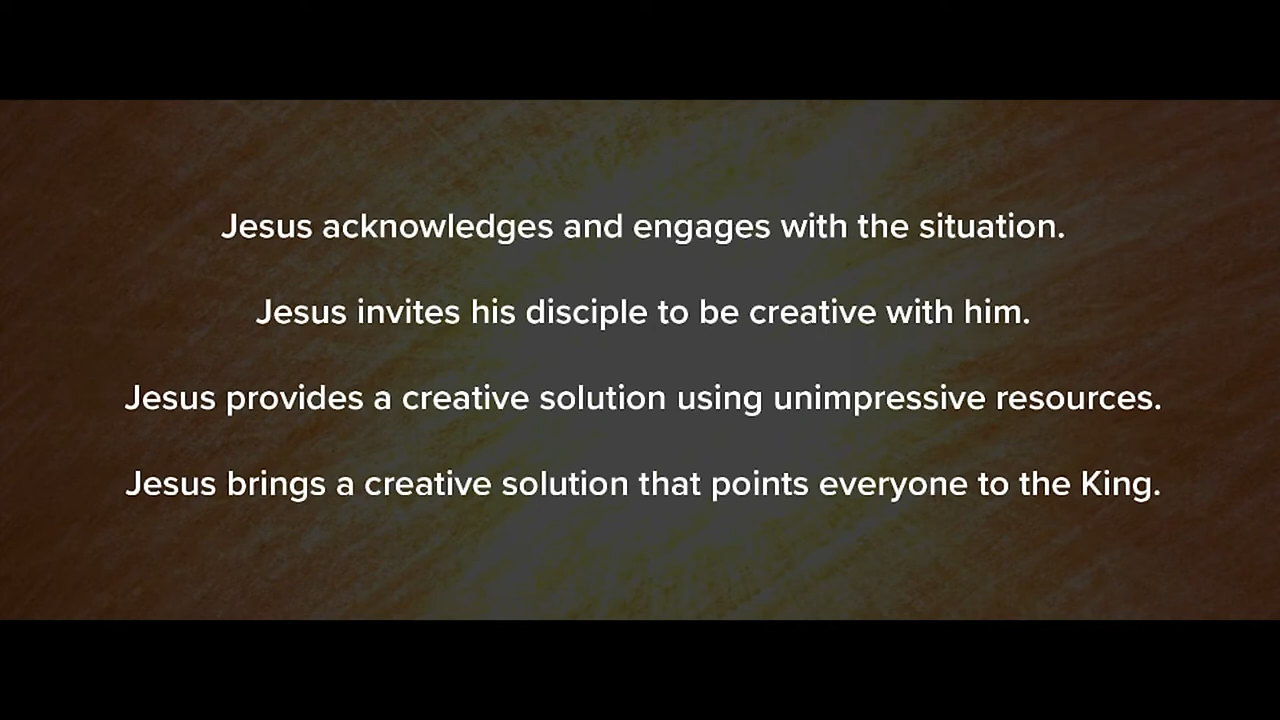 Jesus acknowledges and engages with the situation.
Jesus invites his disciple to be creative with him.
Jesus provides a creative solution using unimpressive resources.
Jesus brings a creative solution that points everyone to the King.